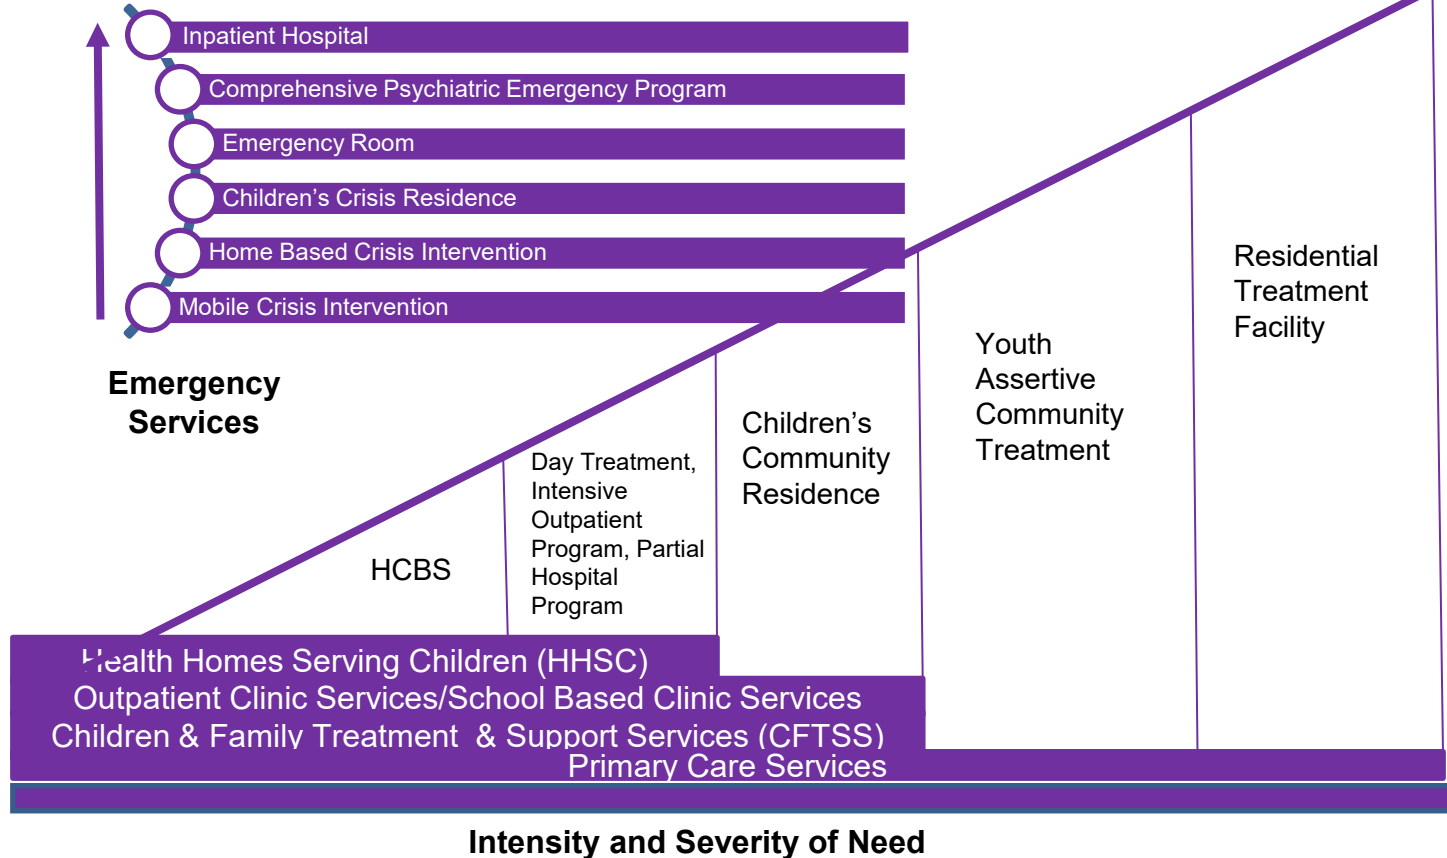 Inpatient Hospital
Comprehensive Psychiatric Emergency Program
Emergency Room
Children’s Crisis Residence
Home Based Crisis Intervention
Mobile Crisis Intervention
Emergency
Services
HCBS
Day Treatment,
Intensive
Outpatient
Program, Partial
Hospital
Program
Children’s
Community
Residence
Youth
Assertive
Community
Treatment
Residential
Treatment
Facility
Health Homes Serving Children (HHSC)
Outpatient Clinic Services/School Based Clinic Services
Children & Family Treatment & Support Services (CFTSS)
Primary Care Services
Intensity and Severity of Need